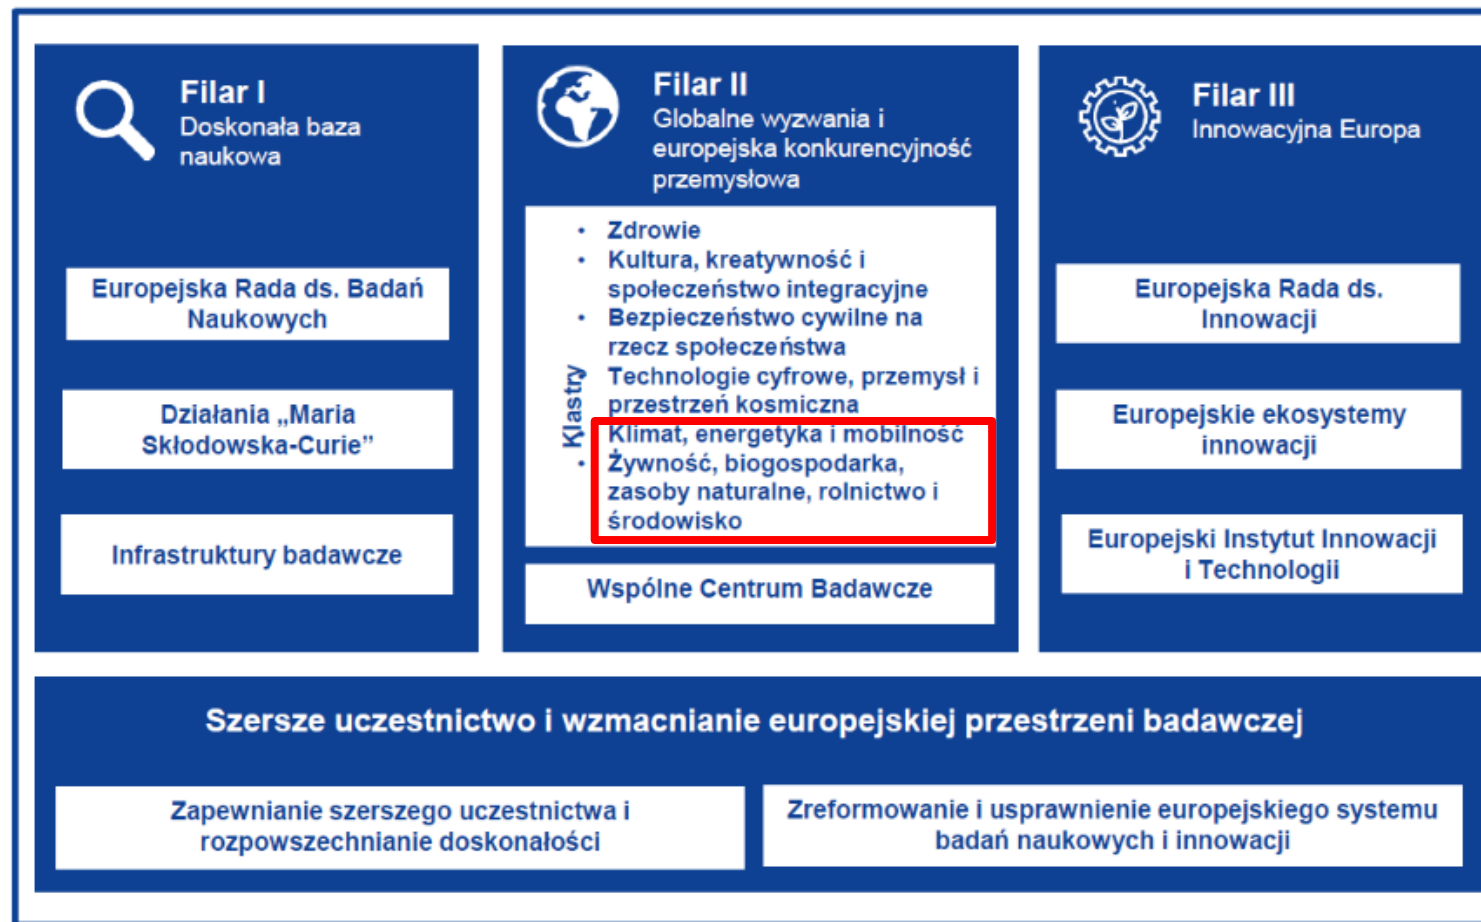 Filar I
Doskonała baza
naukowa
Europejska Rada ds. Badań
Naukowych
Działania „Maria
Skłodowska-Curie”
Infrastruktury badawcze
Filar II
Globalne wyzwania i
europejska konkurencyjność
przemysłowa
Klastry
• Zdrowie
• Kultura, kreatywność i
społeczeństwo integracyjne
• Bezpieczeństwo cywilne na
rzecz społeczeństwa
• Technologie cyfrowe, przemysł i
przestrzeń kosmiczna
• Klimat, energetyka i mobilność
• Żywność, biogospodarka,
zasoby naturalne, rolnictwo i
środowisko
Wspólne Centrum Badawcze
Filar III
Innowacyjna Europa
Europejska Rada ds.
Innowacji
Europejskie ekosystemy
innowacji
Europejski Instytut Innowacji
i Technologii
Szersze uczestnictwo i wzmacnianie europejskiej przestrzeni badawczej
Zapewnianie szerszego uczestnictwa i
rozpowszechnianie doskonałości
Zreformowanie i usprawnienie europejskiego systemu
badań naukowych i innowacji